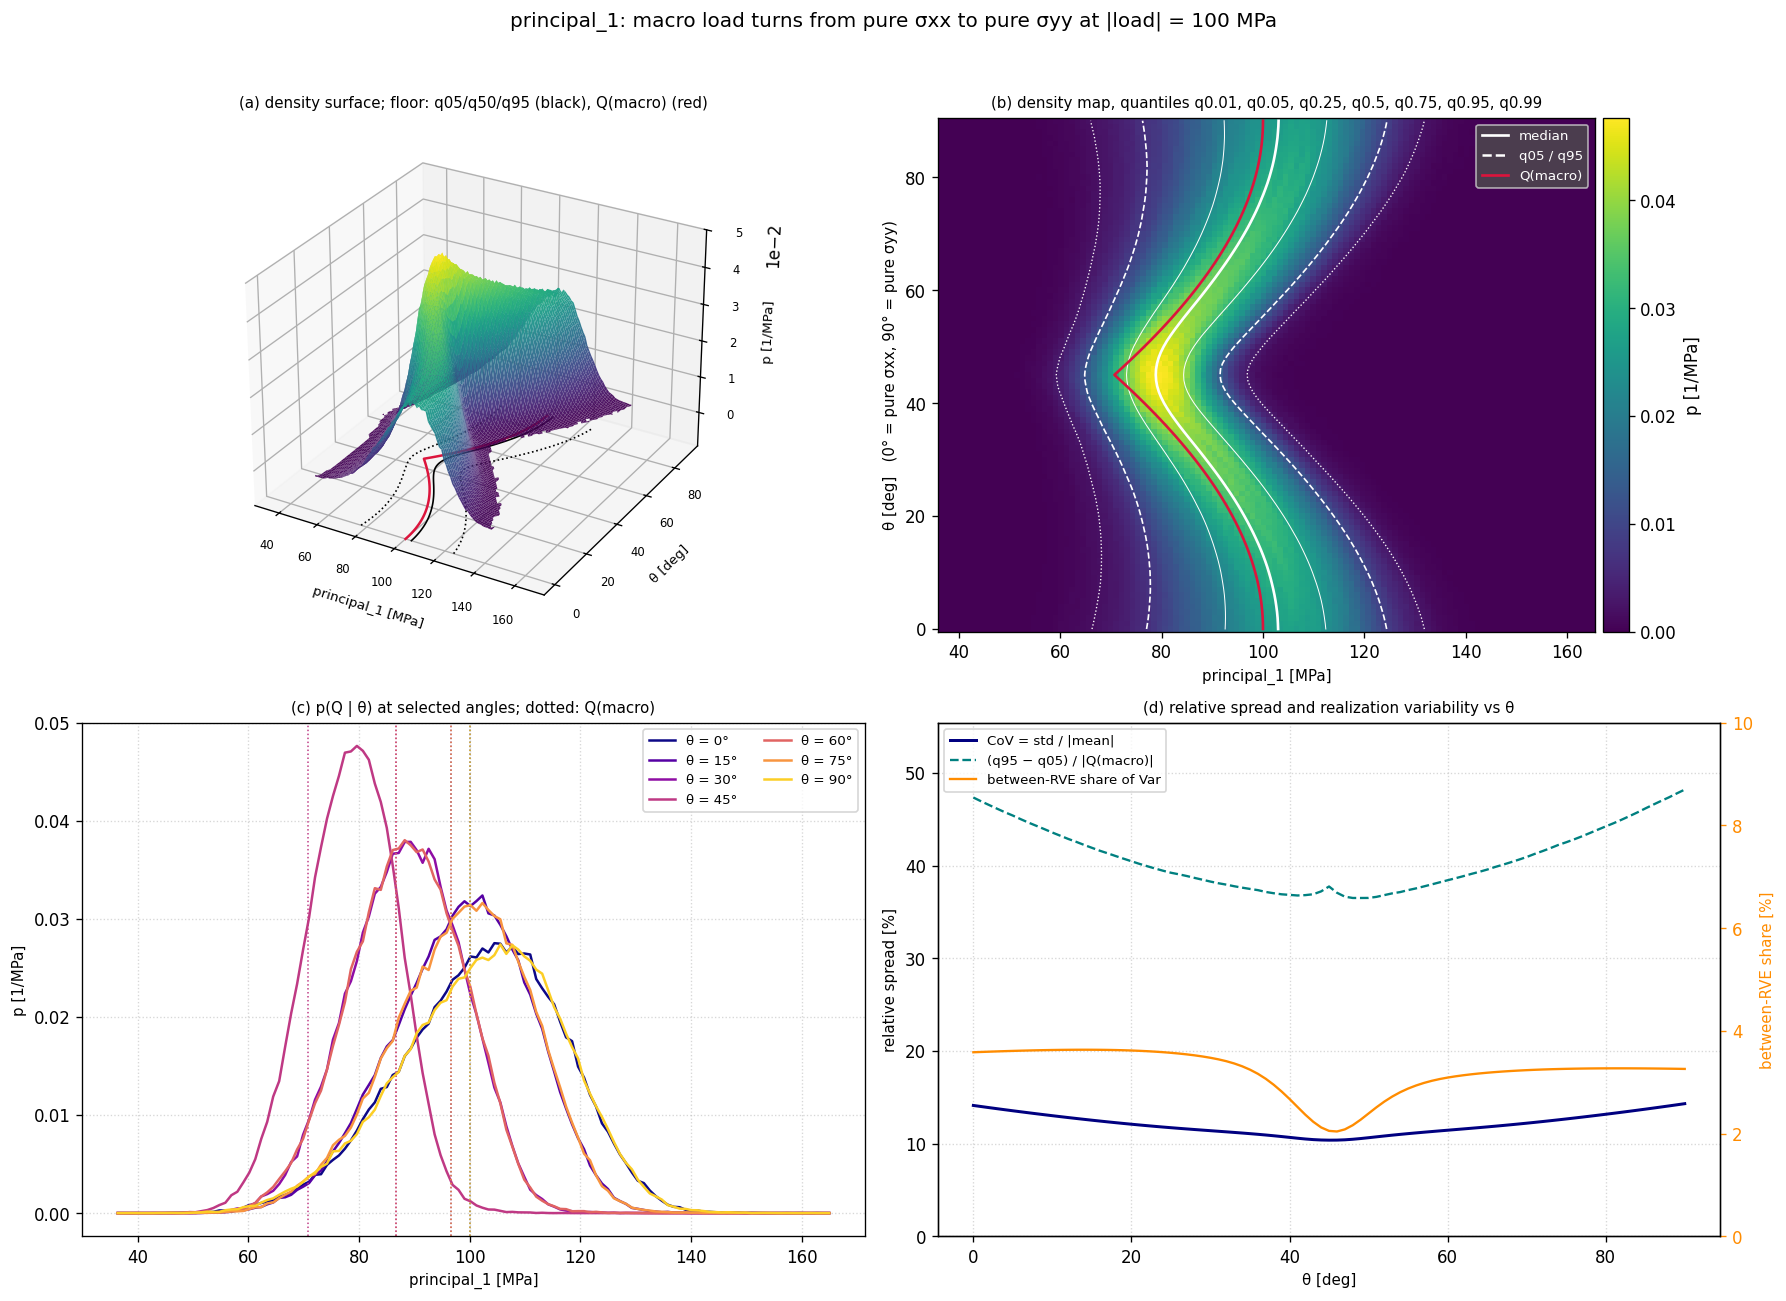 principal_1: macro load turns from pure σxx to pure σyy at |load| = 100 MPa
(a) density surface; floor: q05/q50/q95 (black), Q(macro) (red)
1e−2
5
4
3
2
1
0
p [1/MPa]
40
60
80
100
120
140
160
principal_1 [MPa]
0
20
40
60
80
θ [deg]
(b) density map, quantiles q0.01, q0.05, q0.25, q0.5, q0.75, q0.95, q0.99
median
q05 / q95
Q(macro)
80
60
40
20
0
θ [deg]   (0° = pure σxx, 90° = pure σyy)
40 60 80 100 120 140 160
principal_1 [MPa]
0.04
0.03
0.02
0.01
0.00
p [1/MPa]
(c) p(Q | θ) at selected angles; dotted: Q(macro)
θ = 0°
θ = 15°
θ = 30°
θ = 45°
θ = 60°
θ = 75°
θ = 90°
0.05
0.04
0.03
0.02
0.01
0.00
p [1/MPa]
40 60 80 100 120 140 160
principal_1 [MPa]
(d) relative spread and realization variability vs θ
CoV = std / |mean|
(q95 − q05) / |Q(macro)|
between-RVE share of Var
50
40
30
20
10
0
relative spread [%]
0 20 40 60 80
θ [deg]
10
8
6
4
2
0
between-RVE share [%]